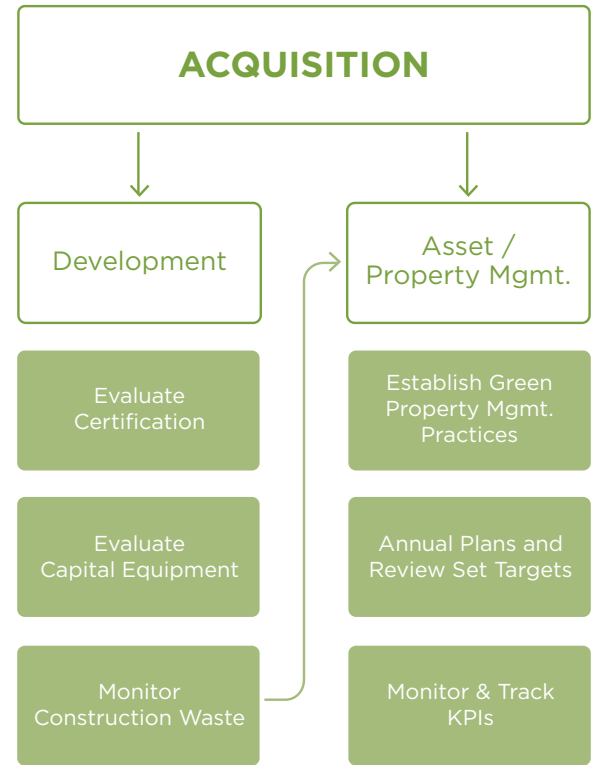 ACQUISITION
Development
Evaluate
Certification
Evaluate
Capital Equipment
Monitor
Construction Waste
Asset /
Property Mgmt.
Establish Green
Property Mgmt.
Practices
Annual Plans and
Review Set Targets
Monitor & Track
KPIs